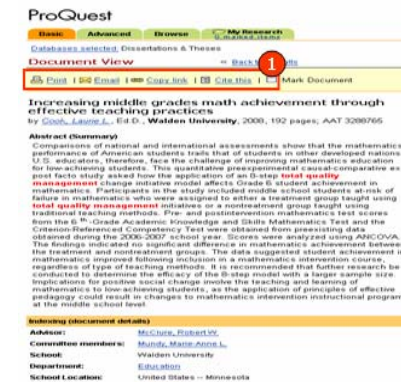 ProQuest
Basic Advanced Browse My Research
0 marked items
Databases selected: Dissertations & Theses
Document View « Back to
1
Print | Email | Copy link | Cite this | Mark Document
Increasing middle grades math achievement through
effective teaching practices
by Cook, Laurie L., Ed.D., Walden University, 2008, 192 pages; AAT 3288765
Abstract (Summary)
Comparisons of national and international assessments show that the mathematics
performance of American students trails that of students in other developed nations.
U.S. educators, therefore, face the challenge of improving mathematics education
for low-achieving students. This quantitative preexperimental causal-comparative ex
post facto study asked how the application of an 8-step total quality
management change initiative model affects Grade 6 student achievement in
mathematics. Participants in the study included middle school students at-risk of
failure in mathematics who were assigned to either a treatment group taught using
total quality management initiatives or a nontreatment group taught using
traditional teaching methods. Pre- and postintervention mathematics test scores
from the 6 th -Grade Academic Knowledge and Skills Mathematics Test and the
Criterion-Referenced Competency Test were obtained from preexisting data
obtained during the 2006-2007 school year. Scores were analyzed using ANCOVA.
The findings indicated no significant difference in mathematics achievement between
the treatment and nontreatment groups. The data suggested student achievement in
mathematics improved following inclusion in a mathematics intervention course,
regardless of type of teaching methods. It is recommended that further research be
conducted to determine the efficacy of the 8-step model with a larger sample size.
Implications for positive social change involve the teaching and learning of
mathematics to low-achieving students, as the application of principles of effective
pedagogy could result in changes to mathematics intervention instructional program
at the middle school level.
Indexing (document details)
Advisor: McClure, Robert W.
Committee members: Mundy, Marie-Anne L.
School: Walden University
Department: Education
School Location: United States -- Minnesota